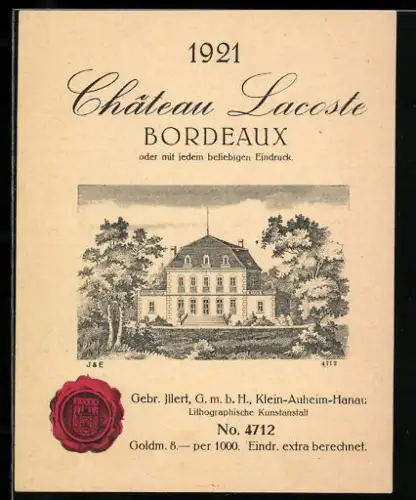 1921
Château Lacoste
BORDEAUX
oder mit jedem beliebigen Eindruck.
J & E
4712
Gebr. Jllert, G. m. b. H., Klein-Auheim-Hanau
Lithographische Kunstanstalt
No. 4712
Goldm. 8.— per 1000. Eindr. extra berechnet.